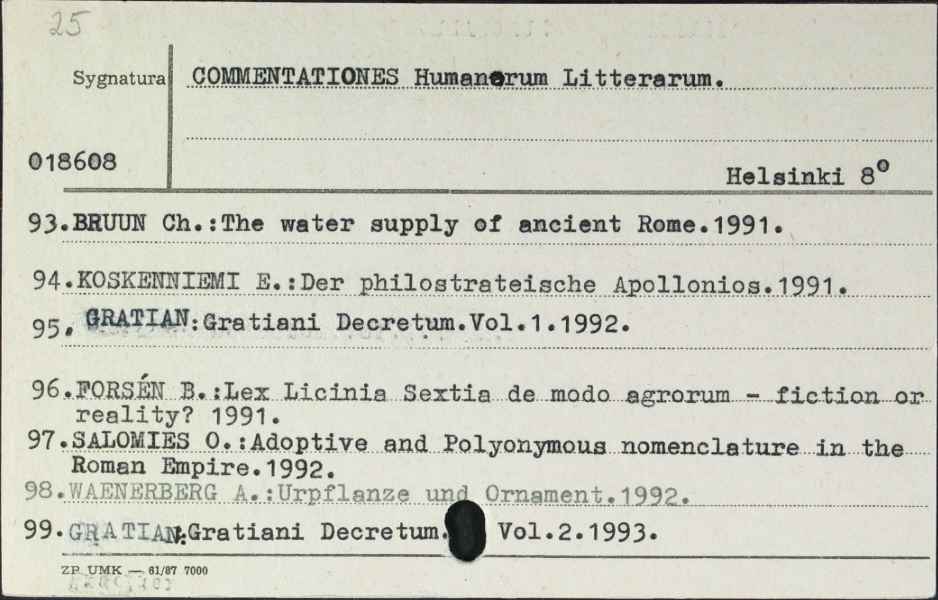 25
Sygnatura
COMMENTATIONES Humanorum Litterarum.
018608
Helsinki 8°
93.BRUUN Ch.:The water supply of ancient Rome.1991.
94.KOSKENNIEMI E.:Der philostrateische Apollonios.1991.
95. GRATIAN:Gratiani Decretum.Vol.1.1992.
96.FORSÉN B.:Lex Licinia Sextia de modo agrorum - fiction or
reality? 1991.
97.SALOMIES O.:Adoptive and Polyonymous nomenclature in the
Roman Empire.1992.
98.WAENERBERG A.:Urpflanze und Ornament.1992.
99.GRATIAN:Gratiani Decretum. Vol.2.1993.
ZP UMK — 61/87 7000